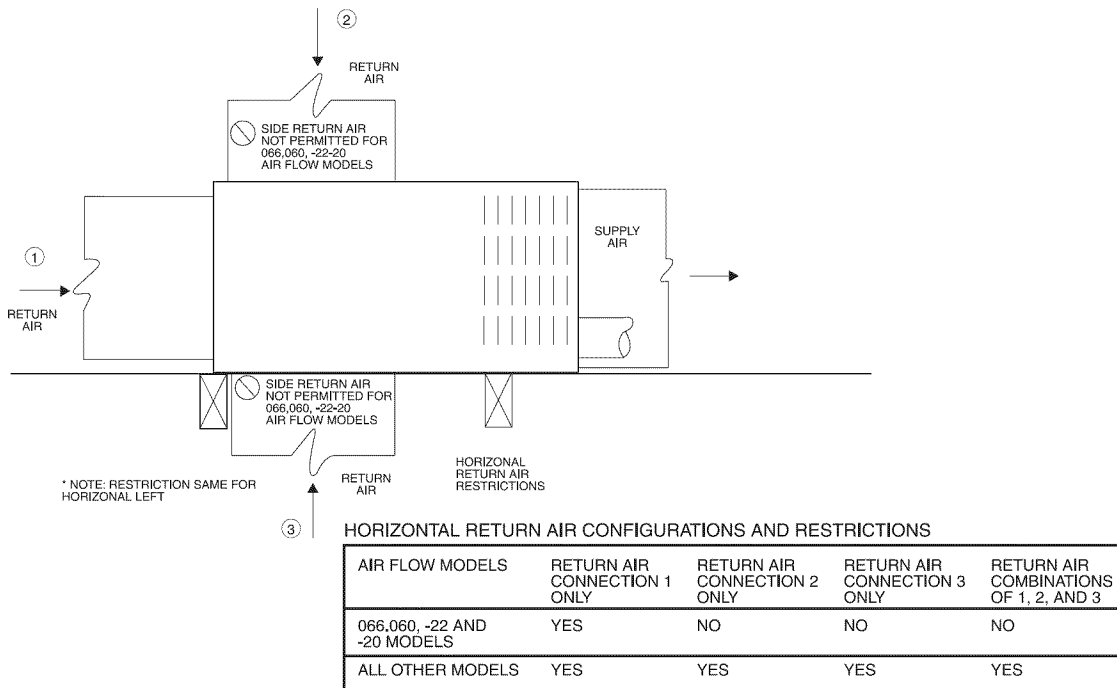 2
RETURN
AIR
SIDE RETURN AIR
NOT PERMITTED FOR
066,060, -22-20
AIR FLOW MODELS
1
RETURN
AIR
SUPPLY
AIR
SIDE RETURN AIR
NOT PERMITTED FOR
066,060, -22-20
AIR FLOW MODELS
* NOTE: RESTRICTION SAME FOR
HORIZONAL LEFT
RETURN
AIR
3
HORIZONAL
RETURN AIR
RESTRICTIONS
HORIZONTAL RETURN AIR CONFIGURATIONS AND RESTRICTIONS
AIR FLOW MODELS
RETURN AIR
CONNECTION 1
ONLY
RETURN AIR
CONNECTION 2
ONLY
RETURN AIR
CONNECTION 3
ONLY
RETURN AIR
COMBINATIONS
OF 1, 2, AND 3
066,060, -22 AND
-20 MODELS
YES
NO
NO
NO
ALL OTHER MODELS
YES
YES
YES
YES